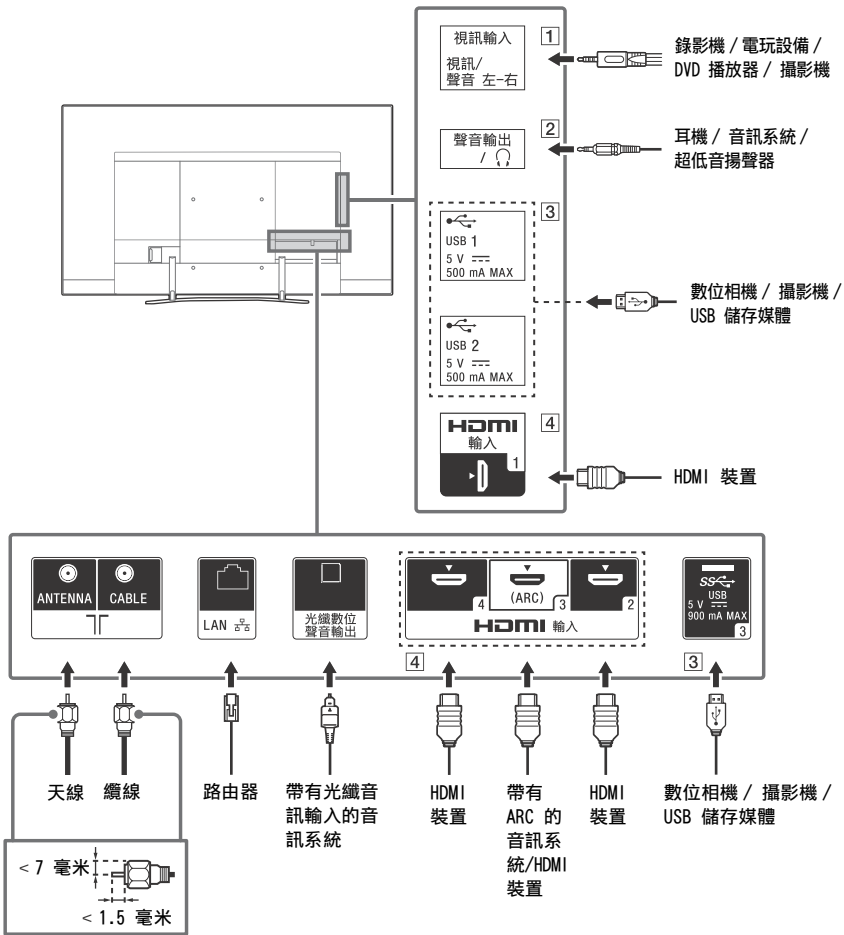 視訊輸入
視訊/
聲音 左-右
1
錄影機 / 電玩設備 /
DVD 播放器 / 攝影機
聲音輸出
/
2
耳機 / 音訊系統 /
超低音揚聲器
3
USB 1
5 V
500 mA MAX
USB 2
5 V
500 mA MAX
數位相機 / 攝影機 /
USB 儲存媒體
4
HDMI
輸入
1
HDMI 裝置
ANTENNA
CABLE
LAN
光纖數位
聲音輸出
4
(ARC)
3
2
HDMI 輸入
SS
USB
5 V
900 mA MAX
3
4
3
天線
纜線
路由器
帶有光纖音
訊輸入的音
訊系統
HDMI
裝置
帶有
ARC 的
音訊系
統/HDMI
裝置
HDMI
裝置
數位相機 / 攝影機 /
USB 儲存媒體
< 7 毫米
< 1.5 毫米